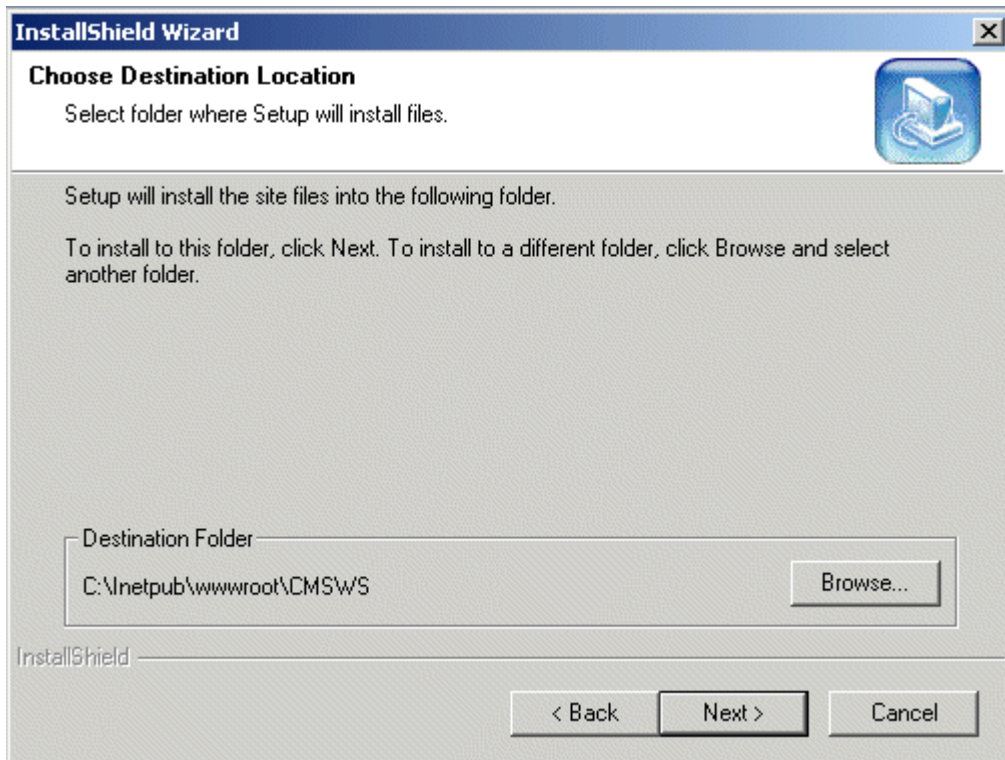 InstallShield Wizard
Choose Destination Location
Select folder where Setup will install files.
Setup will install the site files into the following folder.
To install to this folder, click Next. To install to a different folder, click Browse and select
another folder.
Destination Folder
C:\Inetpub\wwwroot\CMSWS
Browse...
InstallShield
< Back
Next >
Cancel